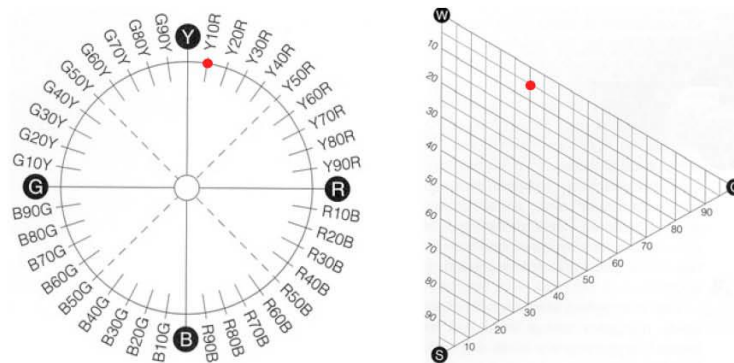 Y
Y10R
Y20R
Y30R
Y40R
Y50R
Y60R
Y70R
Y80R
Y90R
R
R10B
R20B
R30B
R40B
R50B
R60B
R70B
R80B
R90B
B
B10G
B20G
B30G
B40G
B50G
B60G
B70G
B80G
B90G
G
G10Y
G20Y
G30Y
G40Y
G50Y
G60Y
G70Y
G80Y
G90Y
W
10
20
30
40
50
60
70
80
90
S
10
20
30
40
50
60
70
80
90
C